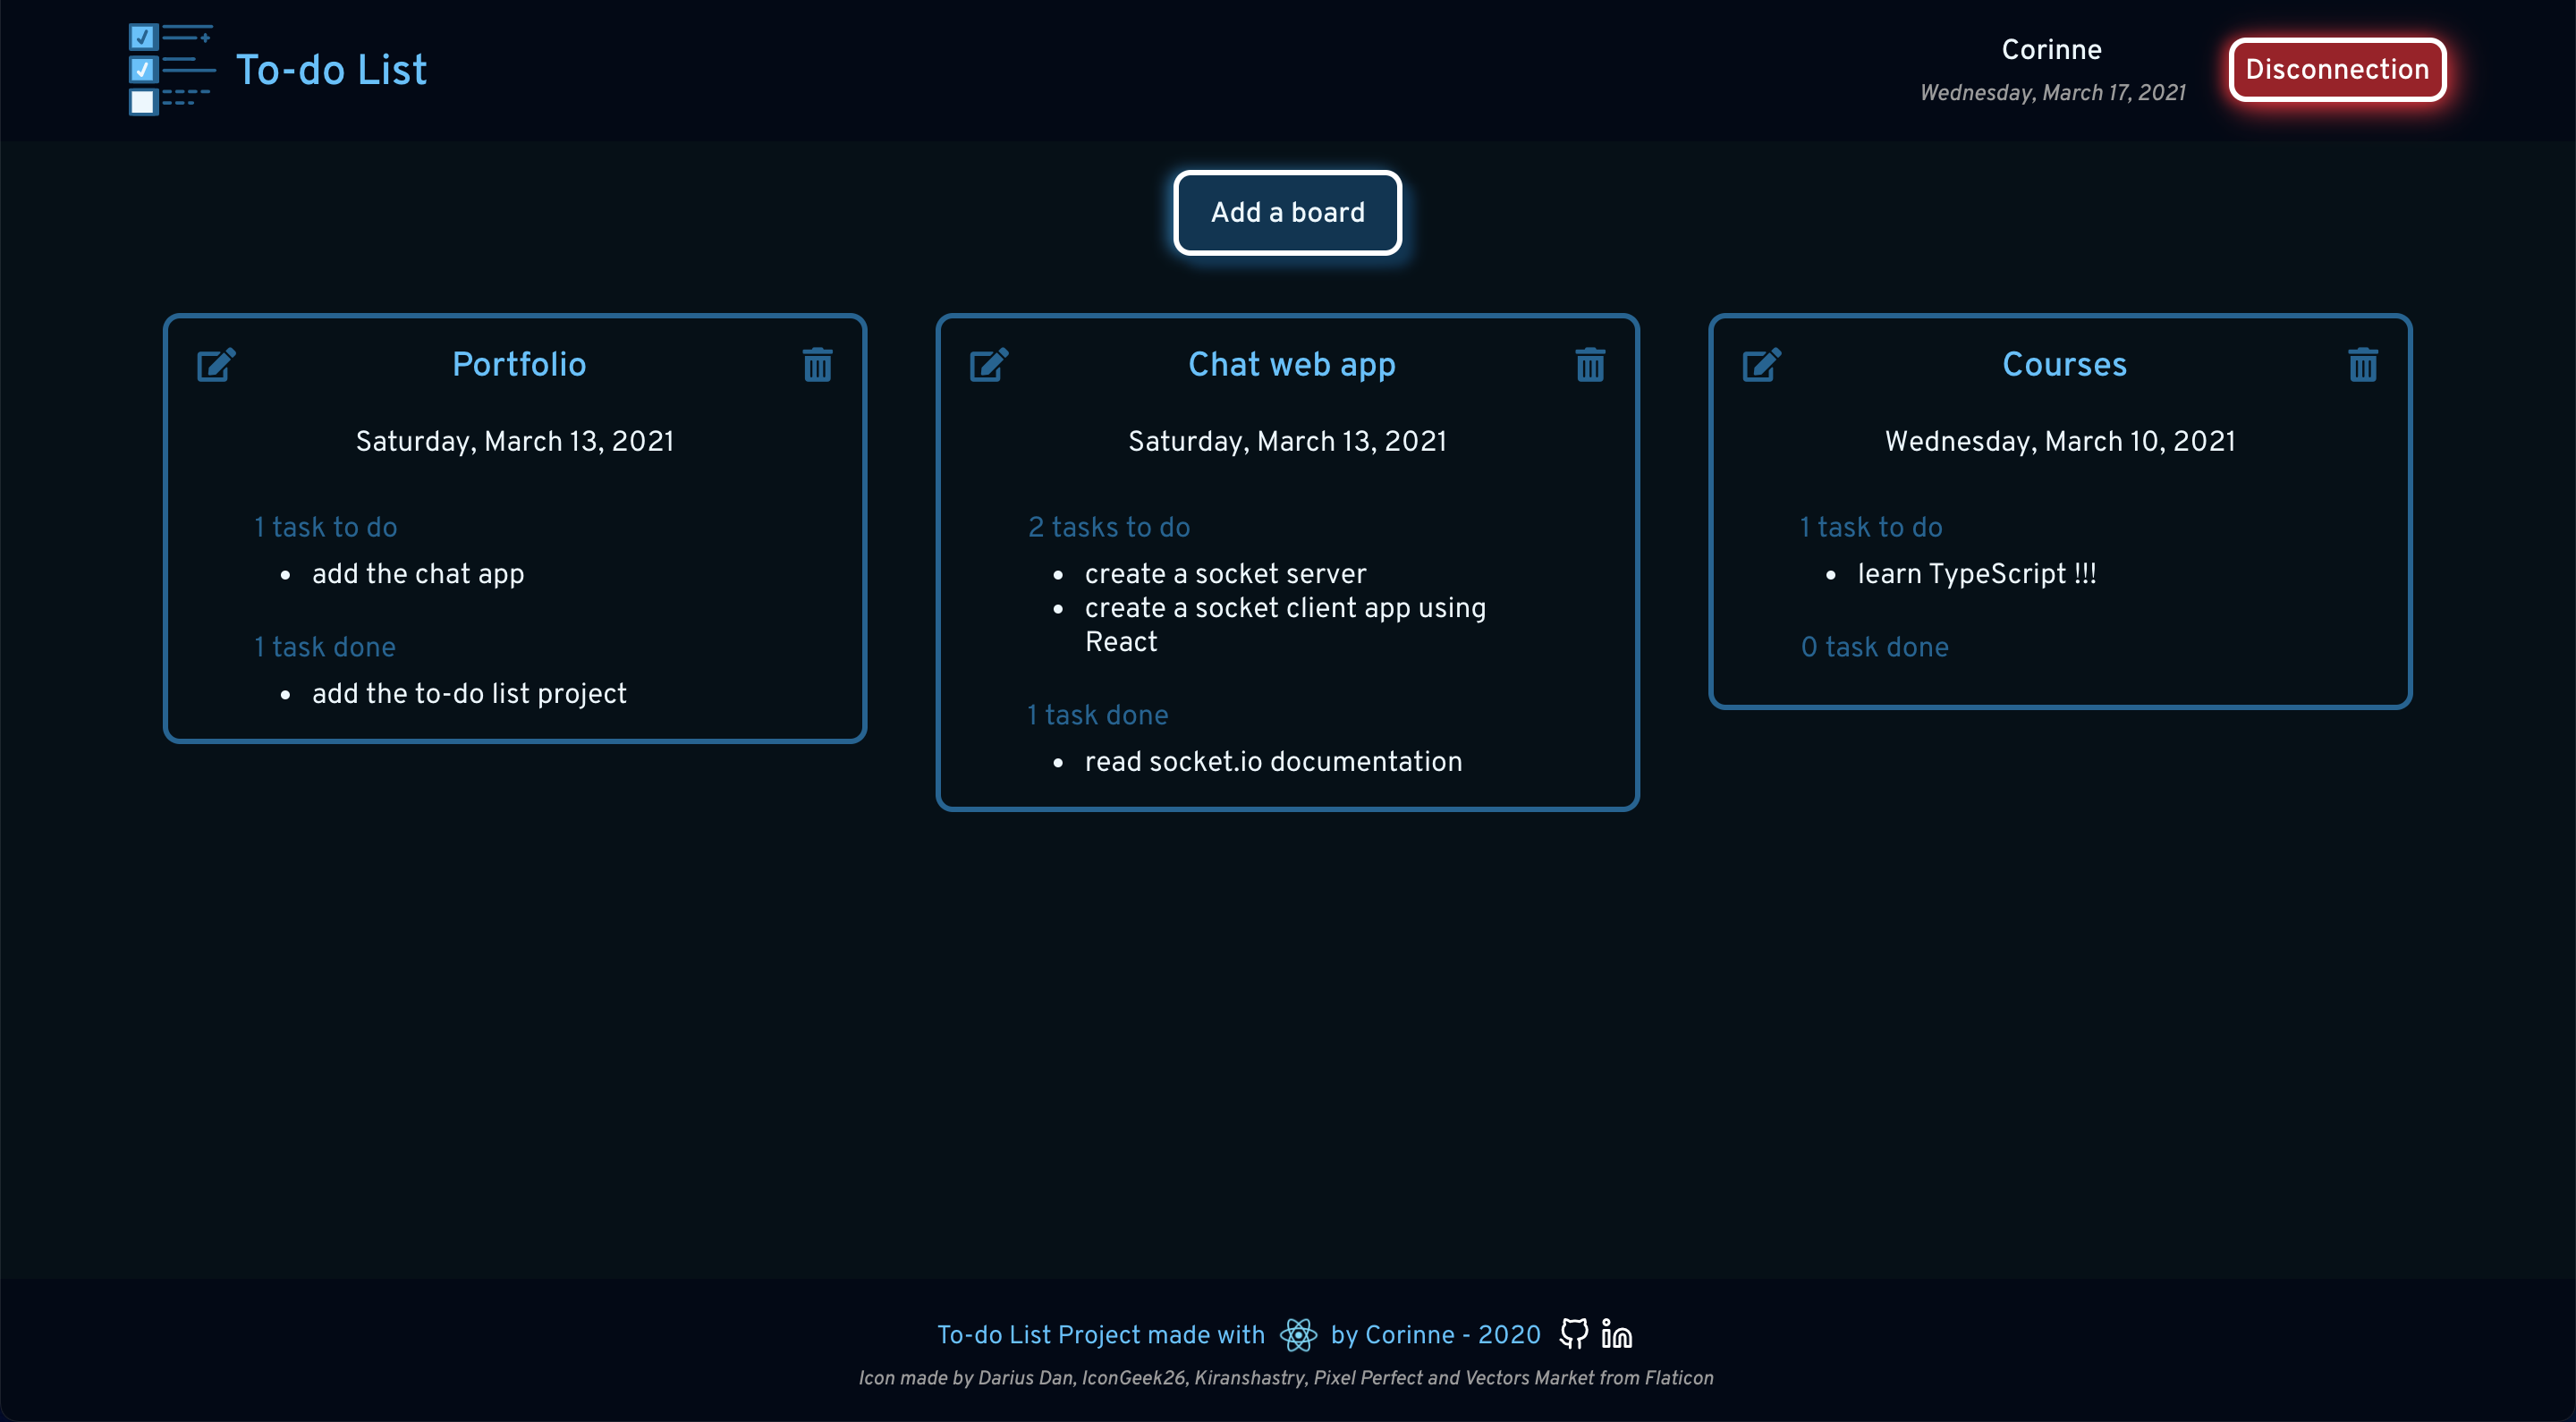 To-do List
Corinne
Wednesday, March 17, 2021
Disconnection
Add a board
Portfolio
Saturday, March 13, 2021
1 task to do
add the chat app
1 task done
add the to-do list project
Chat web app
Saturday, March 13, 2021
2 tasks to do
create a socket server
create a socket client app using
React
1 task done
read socket.io documentation
Courses
Wednesday, March 10, 2021
1 task to do
learn TypeScript !!!
0 task done
To-do List Project made with by Corinne - 2020
Icon made by Darius Dan, IconGeek26, Kiranshastry, Pixel Perfect and Vectors Market from Flaticon